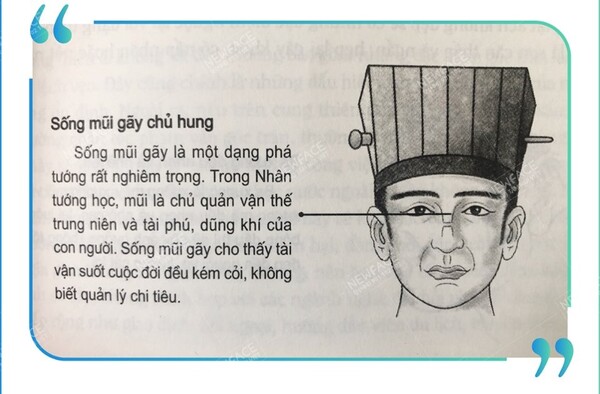 Sống mũi gãy chủ hung
Sống mũi gãy là một dạng phá
tướng rất nghiêm trọng. Trong Nhân
tướng học, mũi là chủ quản vận thế
trung niên và tài phú, dũng khí của
con người. Sống mũi gãy cho thấy tài
vận suốt cuộc đời đều kém cỏi, không
biết quản lý chi tiêu.